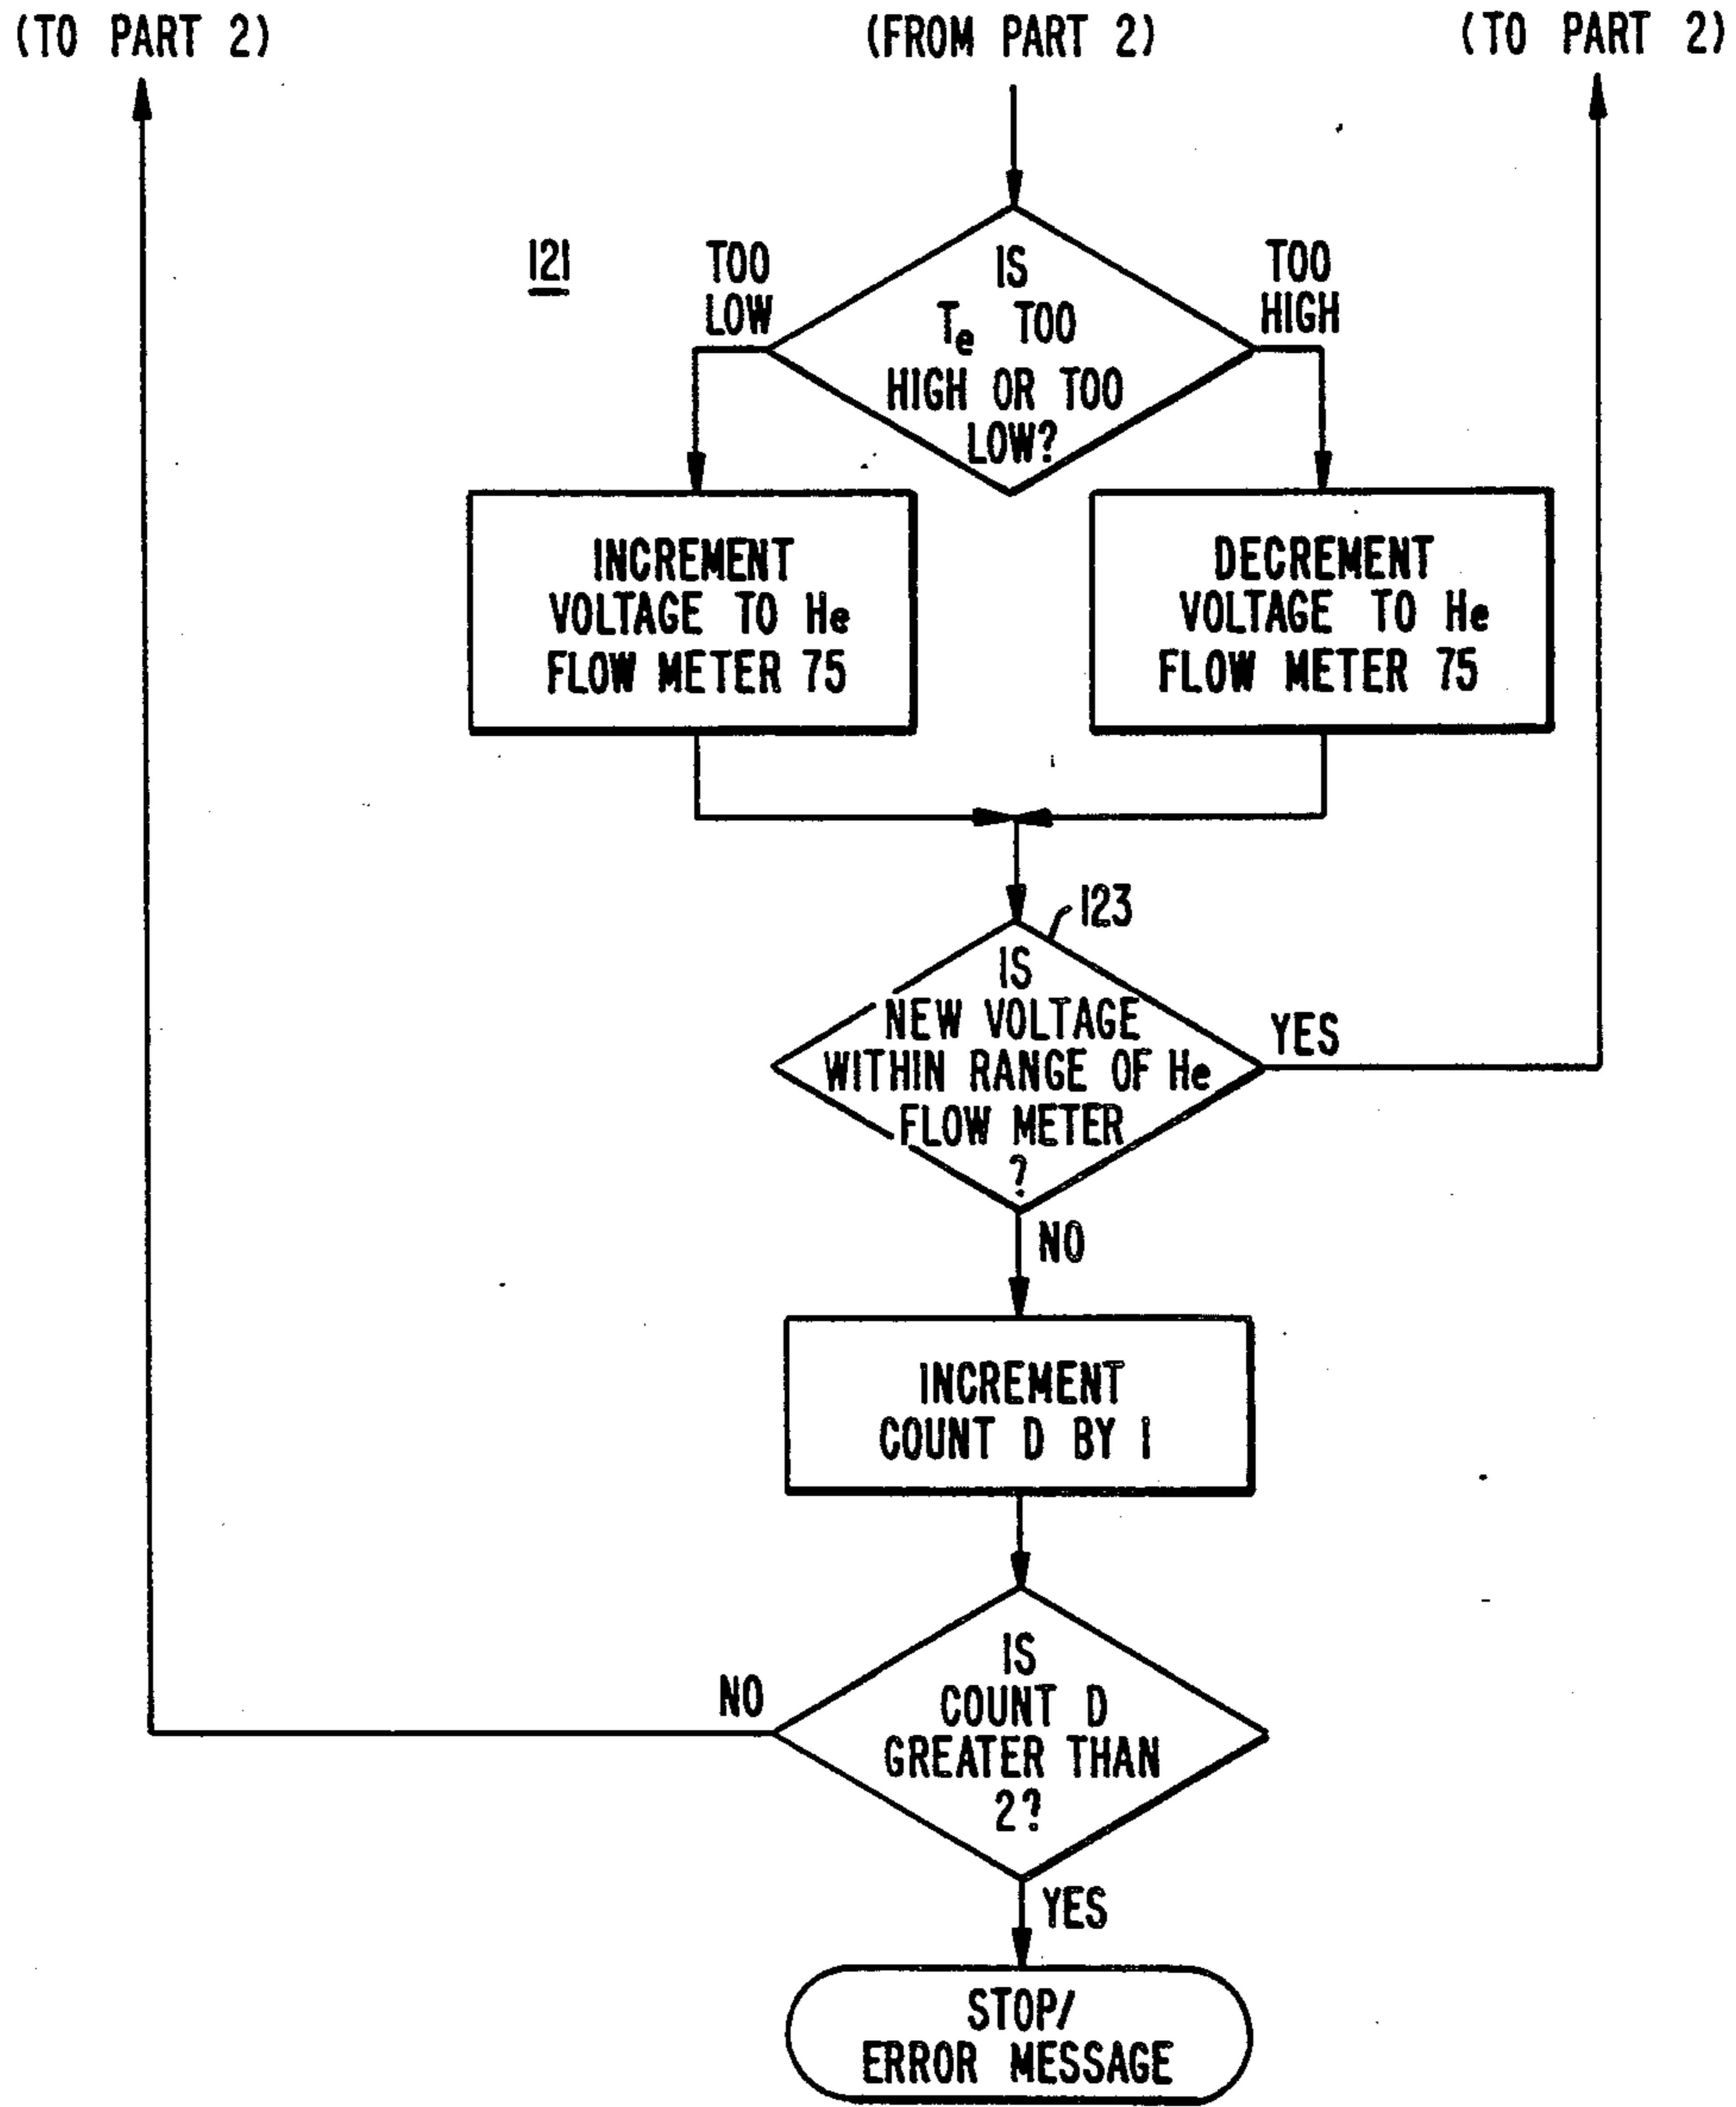 (TO PART 2)
(FROM PART 2)
(TO PART 2)
121
TOO
LOW
IS
Te TOO
HIGH OR TOO
LOW?
TOO
HIGH
INCREMENT
VOLTAGE TO He
FLOW METER 75
DECREMENT
VOLTAGE TO He
FLOW METER 75
123
IS
NEW VOLTAGE
WITHIN RANGE OF He
FLOW METER
?
YES
NO
INCREMENT
COUNT D BY 1
IS
COUNT D
GREATER THAN
2?
NO
YES
STOP/
ERROR MESSAGE